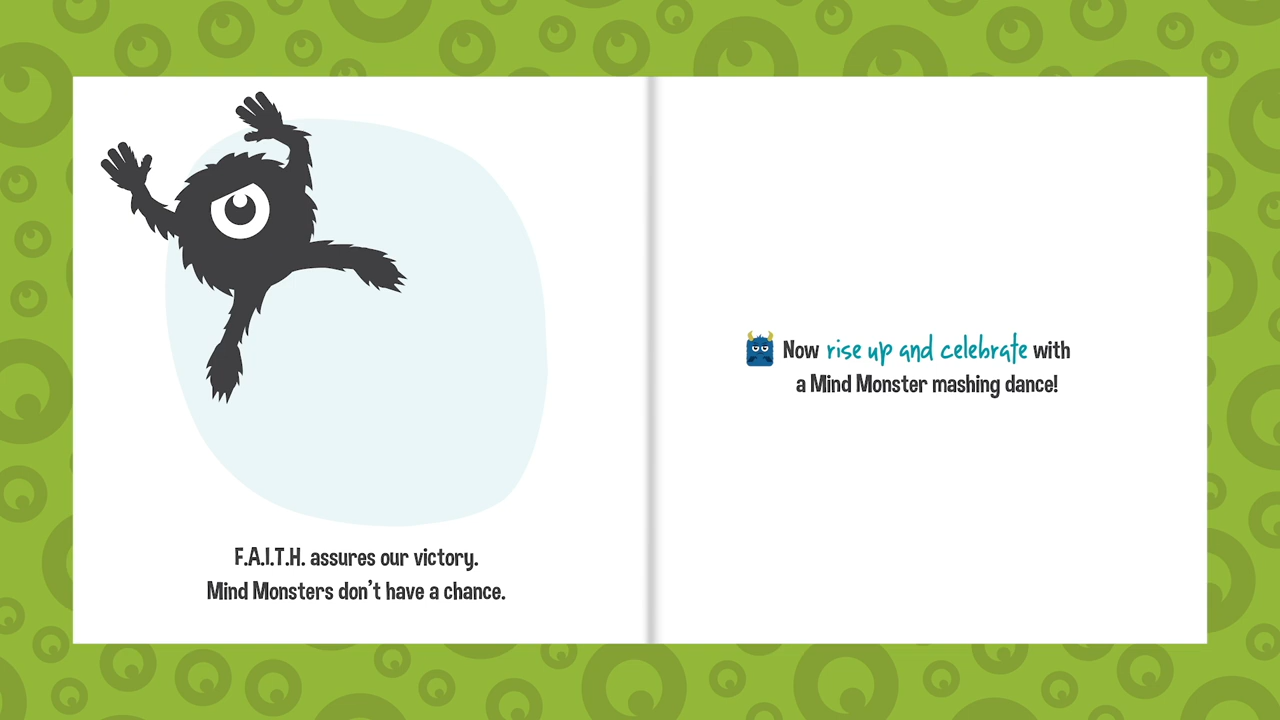 F.A.I.T.H. assures our victory.
Mind Monsters don't have a chance.
Now rise up and celebrate with
a Mind Monster mashing dance!